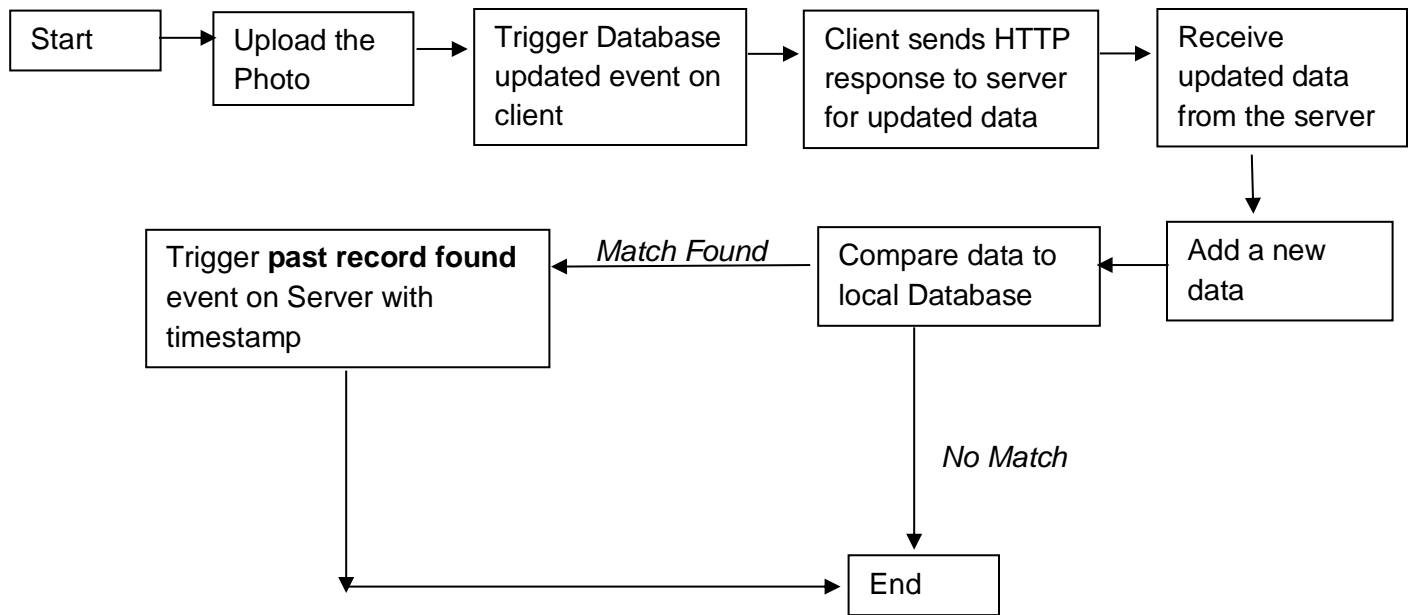 Start
Upload the
Photo
Trigger Database
updated event on
client
Client sends HTTP
response to server
for updated data
Receive
updated data
from the server
Add a new
data
Compare data to
local Database
Match Found
Trigger past record found
event on Server with
timestamp
No Match
End